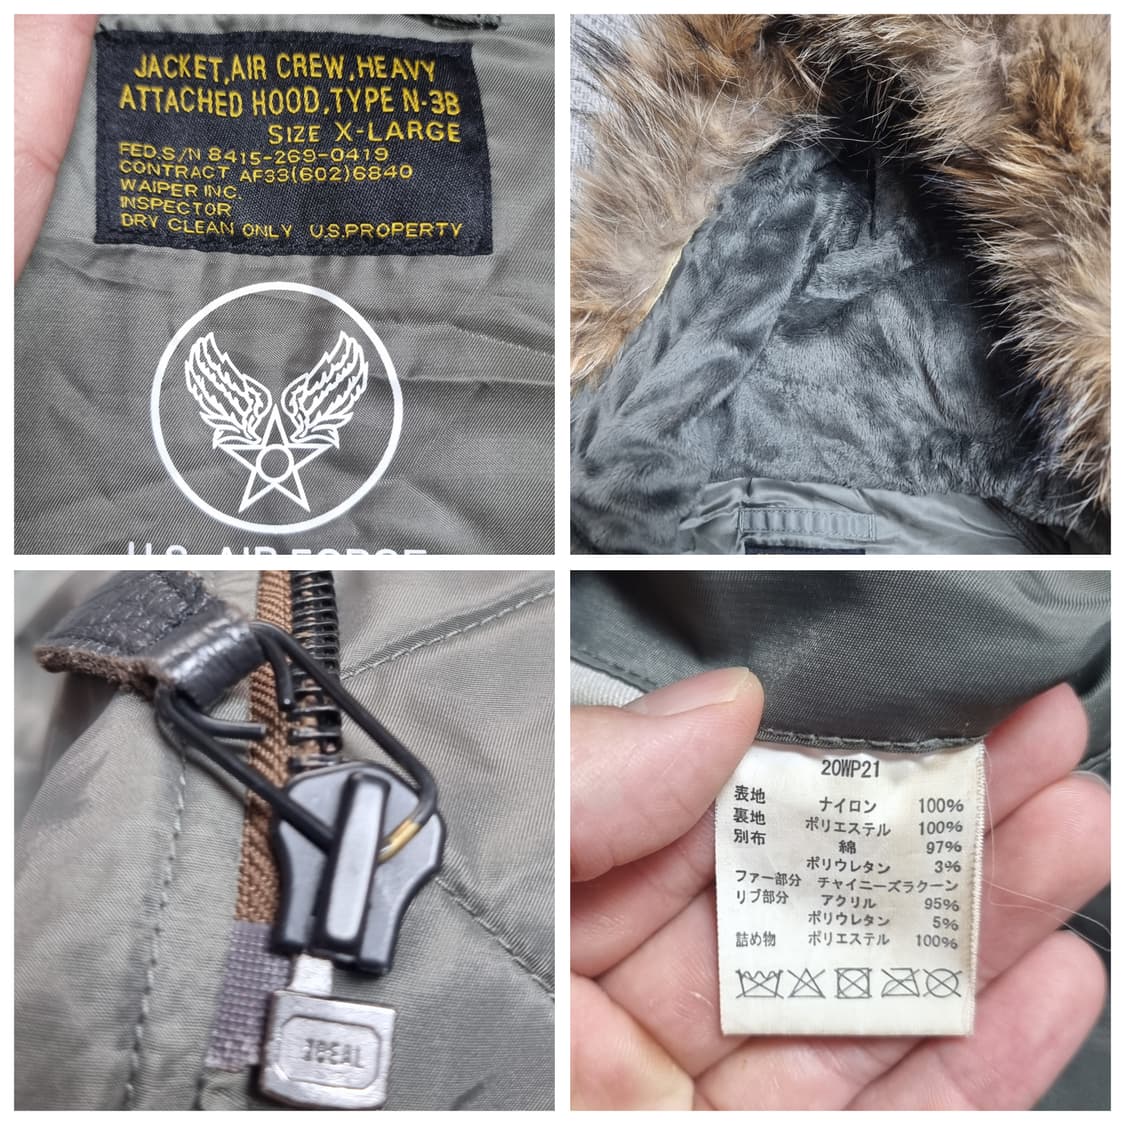 JACKET,AIR CREW,HEAVY
ATTACHED HOOD,TYPE N-3B
SIZE X-LARGE
FED.S/N 8415-269-0419
CONTRACT AF33(602)6840
WAIPER INC.
INSPECTOR
DRY CLEAN ONLY U.S.PROPERTY
U.S. AIR FORCE
IDEAL
20WP21
表地 ナイロン 100%
裏地 ポリエステル 100%
別布 綿 97%
ポリウレタン 3%
ファー部分 チャイニーズラクーン
リブ部分 アクリル 95%
ポリウレタン 5%
詰め物 ポリエステル 100%